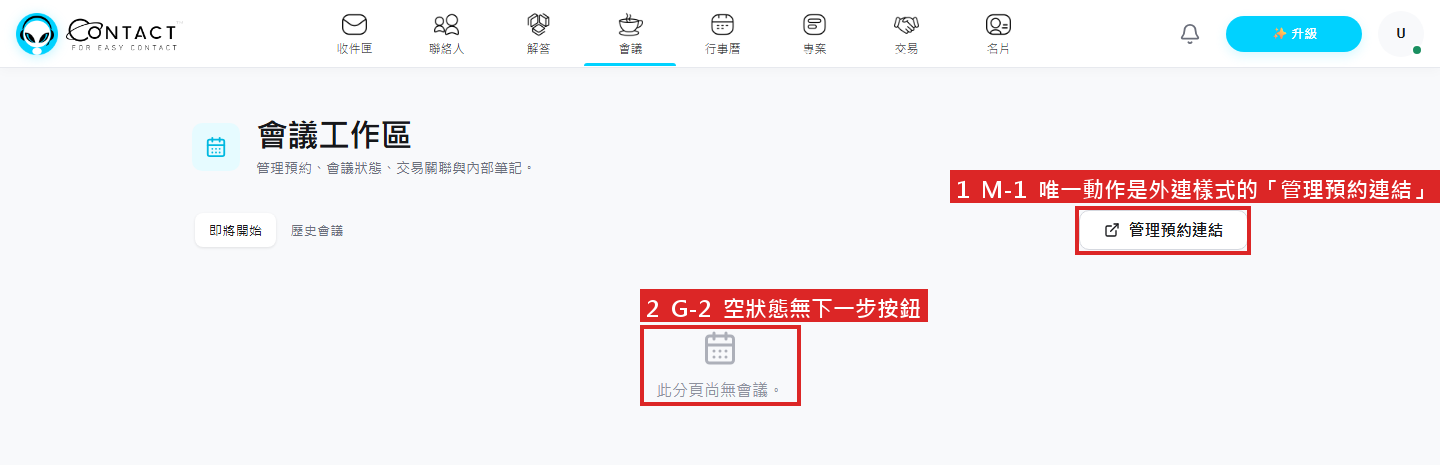 CONTACT
FOR EASY CONTACT
收件匣 聯絡人 解答 會議 行事曆 專案 交易 名片
✨ 升級
U
會議工作區
管理預約、會議狀態、交易關聯與內部筆記。
1 M-1 唯一動作是外連樣式的「管理預約連結」
即將開始 歷史會議
管理預約連結
2 G-2 空狀態無下一步按鈕
此分頁尚無會議。